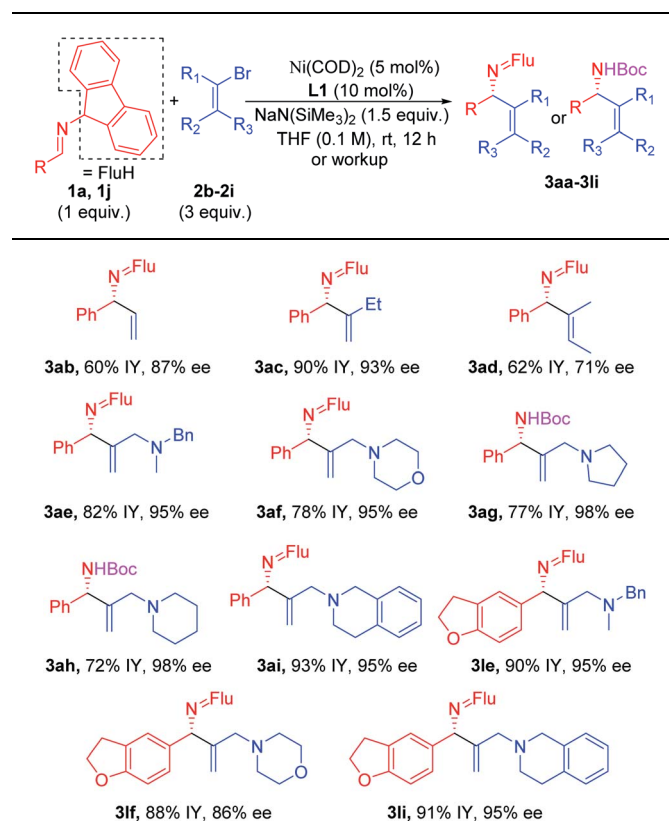 N=Flu
NHBoc
R₁
Br
R₂
R₃
N
R
+
Ni(COD)₂ (5 mol%)
L1 (10 mol%)
NaN(SiMe₃)₂ (1.5 equiv.)
THF (0.1 M), rt, 12 h
or workup
R
R₁
R₃
R₂
or
R
R₁
R₃
R₂
= FluH
1a, 1j
(1 equiv.)
2b-2i
(3 equiv.)
3aa-3li
N=Flu
Ph
N=Flu
Ph
Et
N=Flu
Ph
3ab, 60% IY, 87% ee
3ac, 90% IY, 93% ee
3ad, 62% IY, 71% ee
N=Flu
Ph
N
Bn
N=Flu
Ph
N
O
NHBoc
Ph
N
3ae, 82% IY, 95% ee
3af, 78% IY, 95% ee
3ag, 77% IY, 98% ee
NHBoc
Ph
N
N=Flu
Ph
N
N=Flu
O
N
Bn
3ah, 72% IY, 98% ee
3ai, 93% IY, 95% ee
3le, 90% IY, 95% ee
N=Flu
O
N
O
N=Flu
O
N
3lf, 88% IY, 86% ee
3li, 91% IY, 95% ee